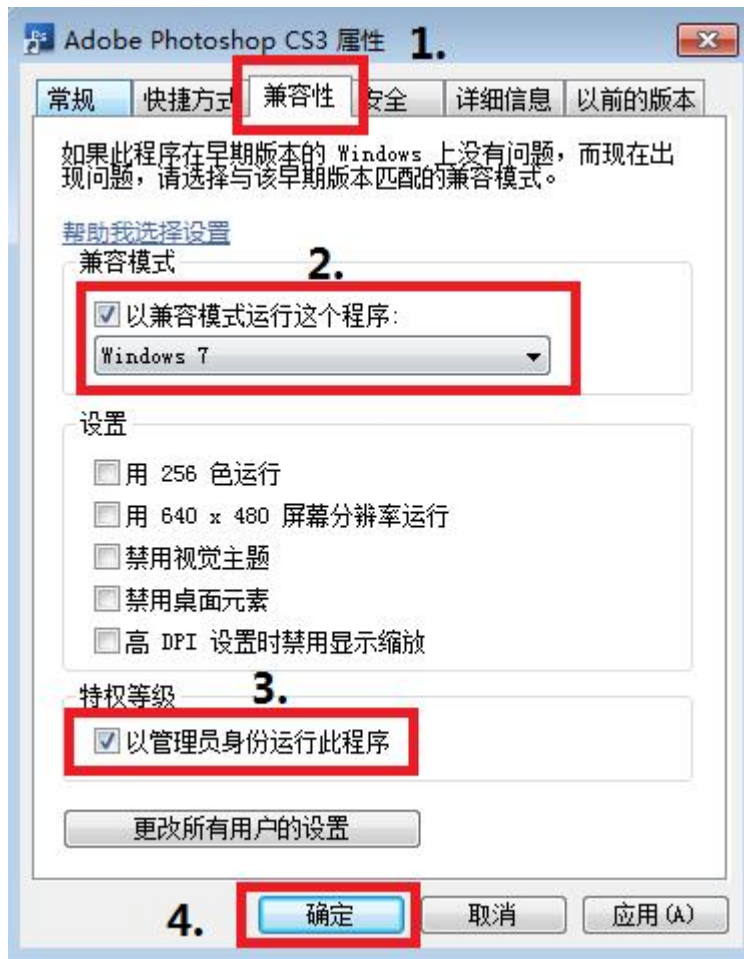 Adobe Photoshop CS3 属性 1.
常规 快捷方式 兼容性 安全 详细信息 以前的版本
如果此程序在早期版本的 Windows 上没有问题，而现在出
现问题，请选择与该早期版本匹配的兼容模式。
帮助我选择设置
兼容模式 2.
以兼容模式运行这个程序:
Windows 7
设置
用 256 色运行
用 640 x 480 屏幕分辨率运行
禁用视觉主题
禁用桌面元素
高 DPI 设置时禁用显示缩放
特权等级 3.
以管理员身份运行此程序
更改所有用户的设置
4. 确定 取消 应用(A)